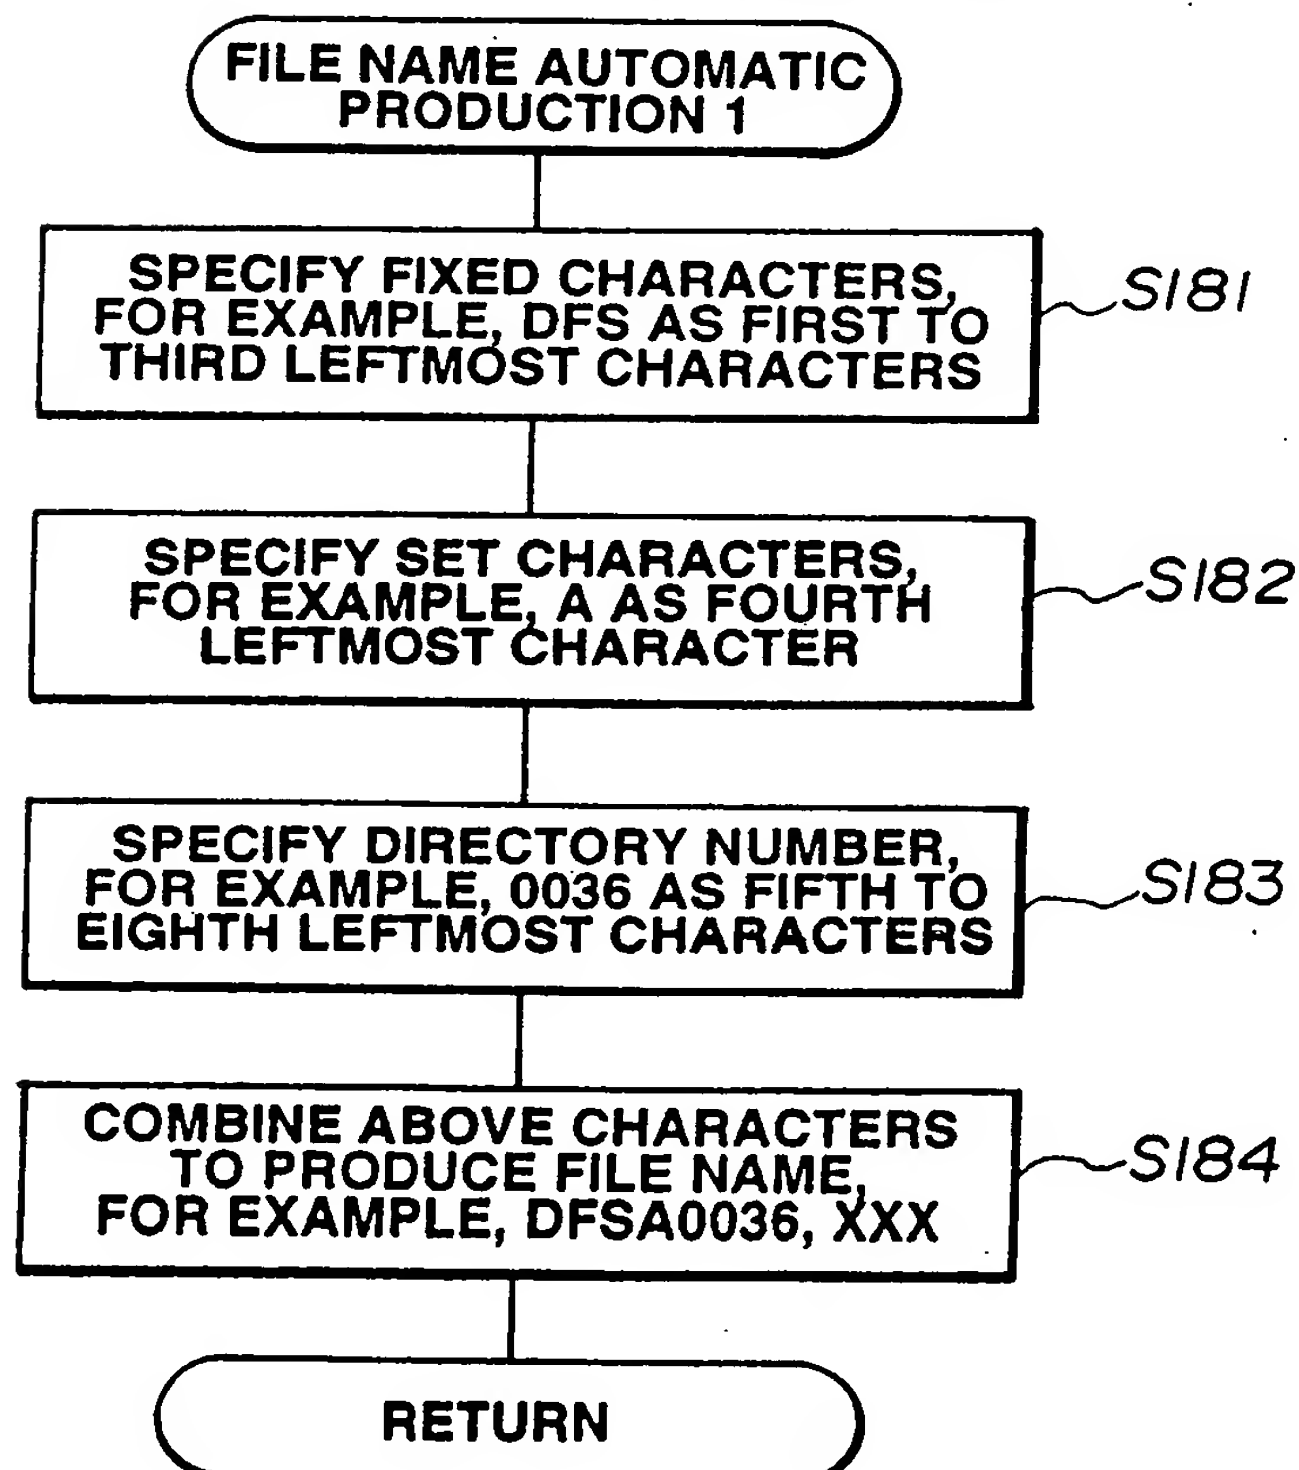 FILE NAME AUTOMATIC
PRODUCTION 1
SPECIFY FIXED CHARACTERS,
FOR EXAMPLE, DFS AS FIRST TO
THIRD LEFTMOST CHARACTERS
S181
SPECIFY SET CHARACTERS,
FOR EXAMPLE, A AS FOURTH
LEFTMOST CHARACTER
S182
SPECIFY DIRECTORY NUMBER,
FOR EXAMPLE, 0036 AS FIFTH TO
EIGHTH LEFTMOST CHARACTERS
S183
COMBINE ABOVE CHARACTERS
TO PRODUCE FILE NAME,
FOR EXAMPLE, DFSA0036, XXX
S184
RETURN